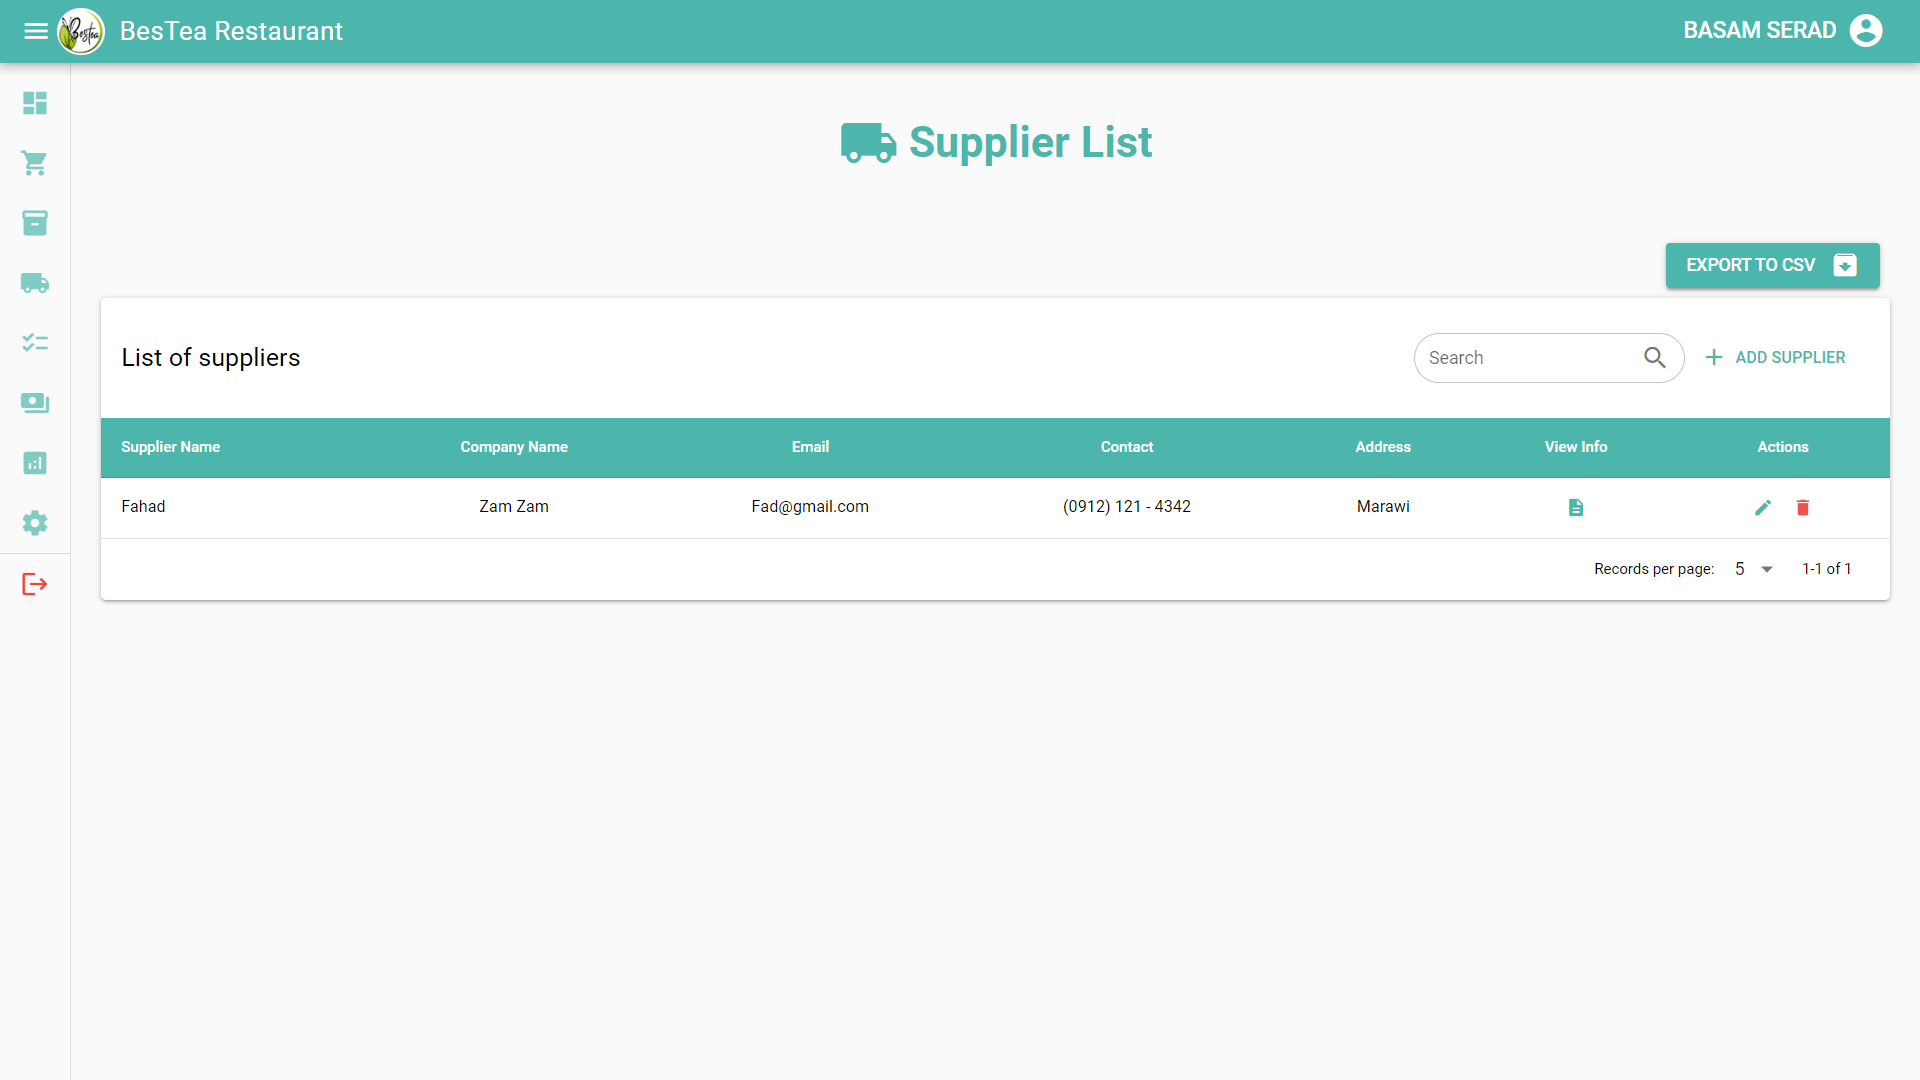 Bestea
BesTea Restaurant
BASAM SERAD
Supplier List
EXPORT TO CSV
List of suppliers
Search
ADD SUPPLIER
Supplier Name Company Name Email Contact Address View Info Actions
Fahad Zam Zam Fad@gmail.com (0912) 121 - 4342 Marawi
Records per page: 5 1-1 of 1